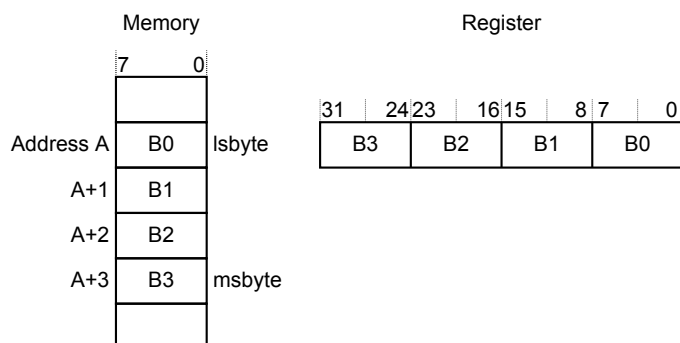 Memory
Register
7 0
31 24 23 16 15 8 7 0
Address A B0 lsbyte
B3 B2 B1 B0
A+1 B1
A+2 B2
A+3 B3 msbyte